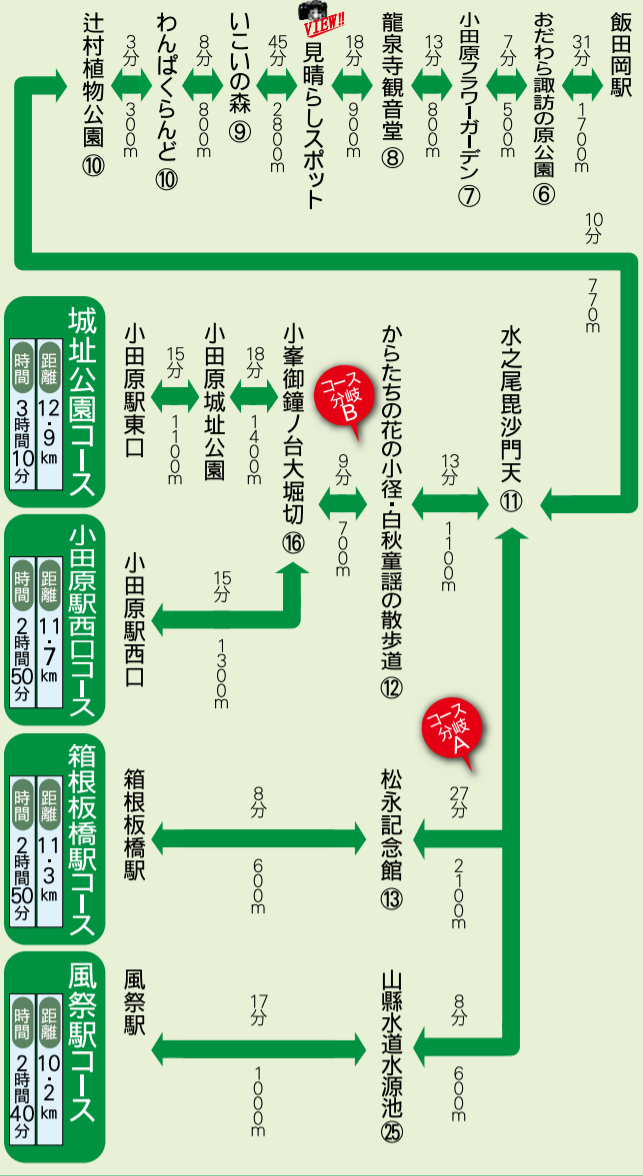 飯田岡駅
31分
1700m
おだわら諏訪の原公園⑥
7分
500m
小田原フラワーガーデン⑦
13分
800m
龍泉寺観音堂⑧
18分
900m
VIEW!!
見晴らしスポット
45分
2800m
いこいの森⑨
8分
800m
わんぱくらんど⑩
3分
300m
辻村植物公園⑩
10分
770m
水之尾毘沙門天⑪
13分
1100m
からたちの花の小径・白秋童謡の散歩道⑫
コース
分岐
B
9分
700m
小峯御鐘ノ台大堀切⑯
18分
1400m
小田原城址公園
15分
1100m
小田原駅東口
15分
1300m
小田原駅西口
コース
分岐
A
27分
2100m
松永記念館⑬
8分
600m
箱根板橋駅
8分
600m
山縣水道水源池㉕
17分
1000m
風祭駅
城址公園コース
距離 12.9km
時間 3時間10分
小田原駅西口コース
距離 11.7km
時間 2時間50分
箱根板橋駅コース
距離 11.3km
時間 2時間50分
風祭駅コース
距離 10.2km
時間 2時間40分